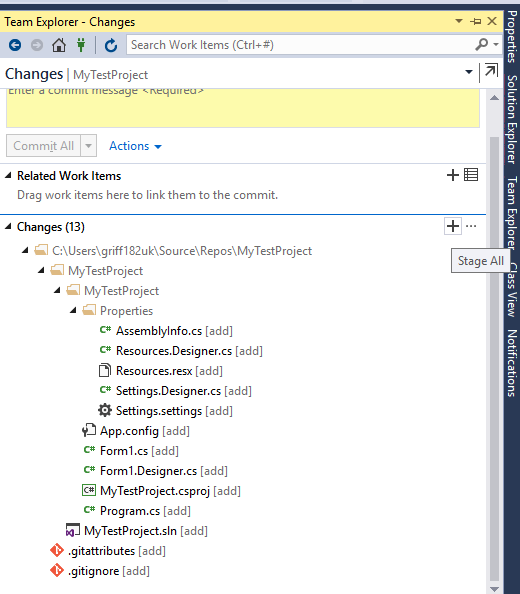 Team Explorer - Changes
Search Work Items (Ctrl+#)
Changes | MyTestProject
Enter a commit message <Required>
Commit All
Actions
Related Work Items
Drag work items here to link them to the commit.
Changes (13)
Stage All
C:\Users\griff182uk\Source\Repos\MyTestProject
MyTestProject
MyTestProject
Properties
C# AssemblyInfo.cs [add]
C# Resources.Designer.cs [add]
Resources.resx [add]
C# Settings.Designer.cs [add]
Settings.settings [add]
App.config [add]
C# Form1.cs [add]
C# Form1.Designer.cs [add]
C# MyTestProject.csproj [add]
C# Program.cs [add]
MyTestProject.sln [add]
.gitattributes [add]
.gitignore [add]
Properties
Solution Explorer
Team Explorer
Class View
Notifications